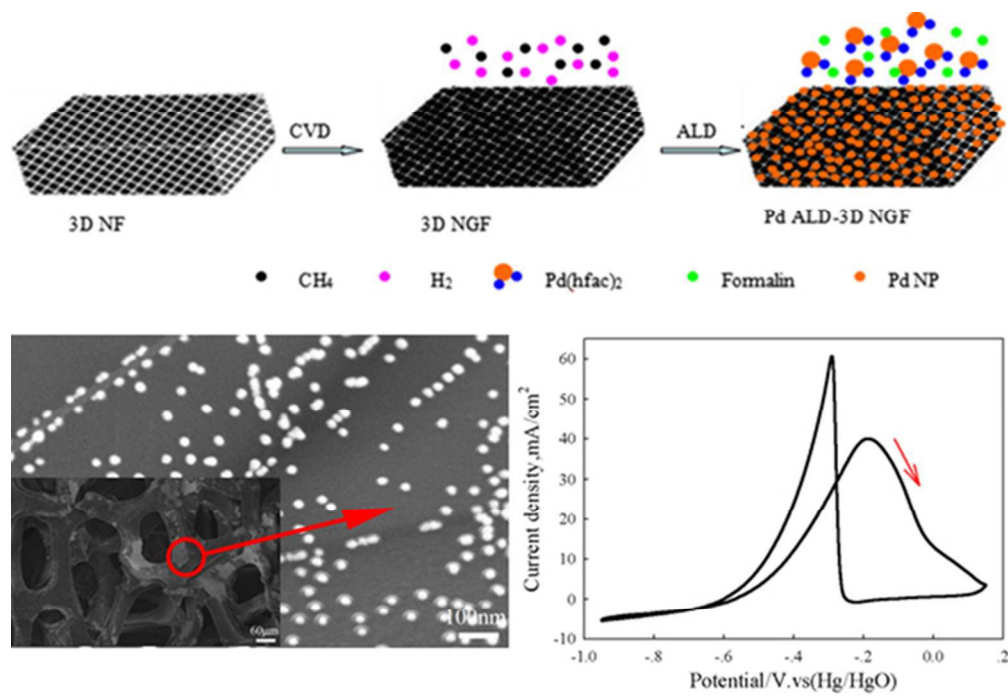 CVD
ALD
3D NF
3D NGF
Pd ALD-3D NGF
CH4 H2 Pd(hfac)2 Formalin Pd NP
60μm
100nm
Current density,mA/cm2
60
50
40
30
20
10
0
-10
-1.0 -.8 -.6 -.4 -.2 0.0 .2
Potential/V.vs(Hg/HgO)